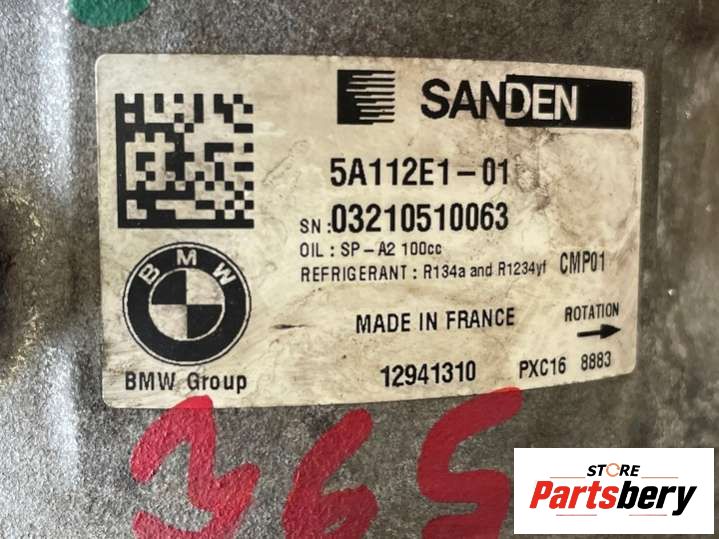 SANDEN
5A112E1-01
SN:03210510063
OIL : SP-A2 100cc
REFRIGERANT : R134a and R1234yf CMP01
BMW
MADE IN FRANCE ROTATION
BMW Group 12941310 PXC16 8883
365
STORE
Partsbery